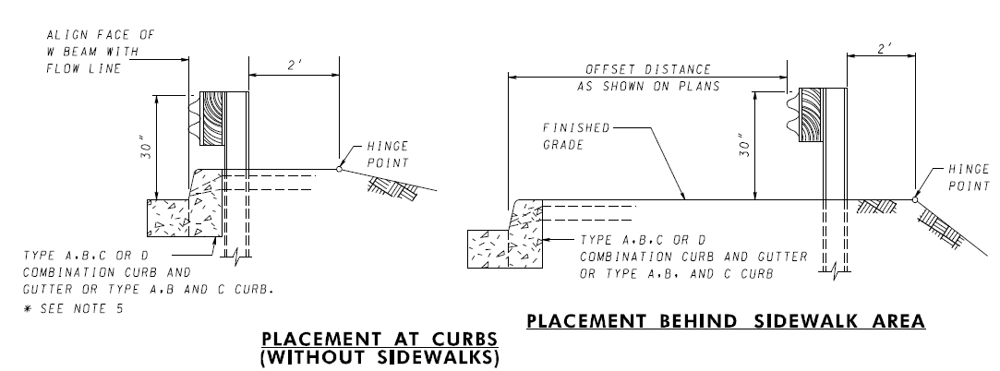 ALIGN FACE OF
W BEAM WITH
FLOW LINE
2'
30"
HINGE
POINT
TYPE A,B,C OR D
COMBINATION CURB AND
GUTTER OR TYPE A,B AND C CURB.
* SEE NOTE 5
PLACEMENT AT CURBS
(WITHOUT SIDEWALKS)
OFFSET DISTANCE
AS SHOWN ON PLANS
2'
FINISHED
GRADE
30"
HINGE
POINT
TYPE A,B,C OR D
COMBINATION CURB AND GUTTER
OR TYPE A,B, AND C CURB
PLACEMENT BEHIND SIDEWALK AREA